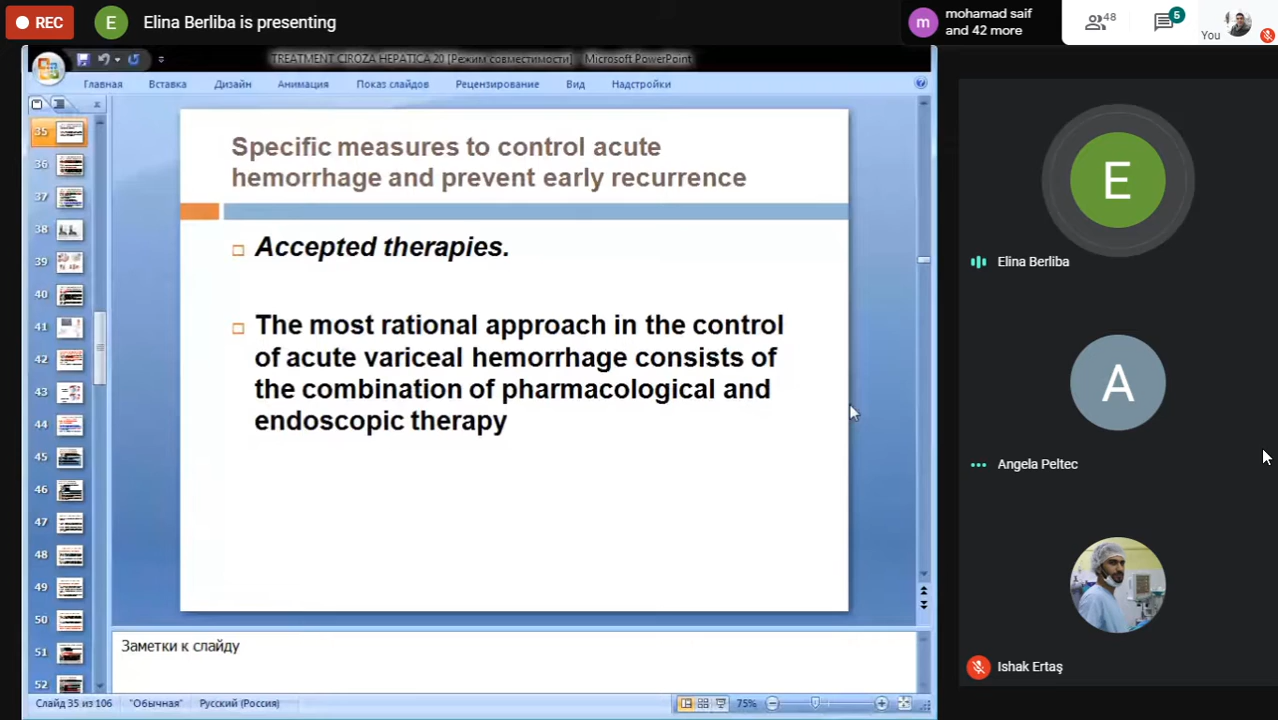 REC
E
Elina Berliba is presenting
m
mohamad saif
and 42 more
48
5
You
TREATMENT CIROZA HEPATICA 20 [Режим совместимости] - Microsoft PowerPoint
Главная
Вставка
Дизайн
Анимация
Показ слайдов
Рецензирование
Вид
Надстройки
35
36
37
38
39
40
41
42
43
44
45
46
47
48
49
50
51
52
Specific measures to control acute
hemorrhage and prevent early recurrence
Accepted therapies.
The most rational approach in the control
of acute variceal hemorrhage consists of
the combination of pharmacological and
endoscopic therapy
Заметки к слайду
Слайд 35 из 106
"Обычная"
Русский (Россия)
75%
E
Elina Berliba
A
Angela Peltec
Ishak Ertaş